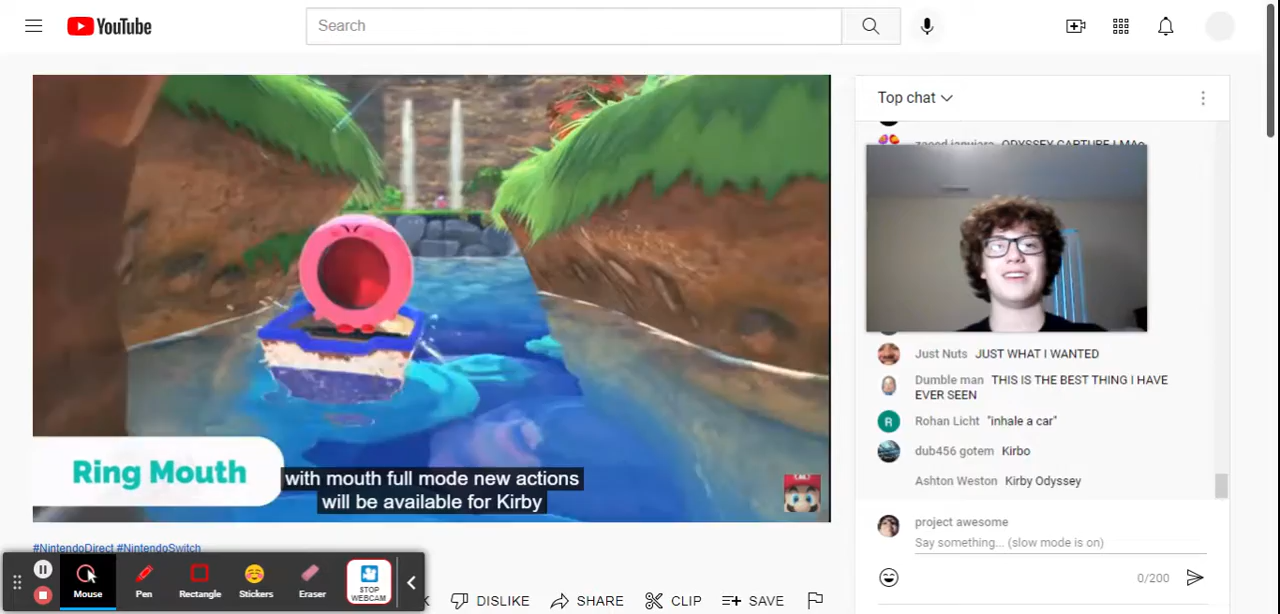 YouTube
Search
Top chat
ODYSSEY CAPTURE LMAo
Just Nuts JUST WHAT I WANTED
Dumble man THIS IS THE BEST THING I HAVE
EVER SEEN
Rohan Licht "inhale a car"
dub456 gotem Kirbo
Ashton Weston Kirby Odyssey
project awesome
Say something... (slow mode is on)
0/200
Ring Mouth
with mouth full mode new actions
will be available for Kirby
#NintendoDirect #NintendoSwitch
Mouse
Pen
Rectangle
Stickers
Eraser
STOP
WEBCAM
DISLIKE
SHARE
CLIP
SAVE